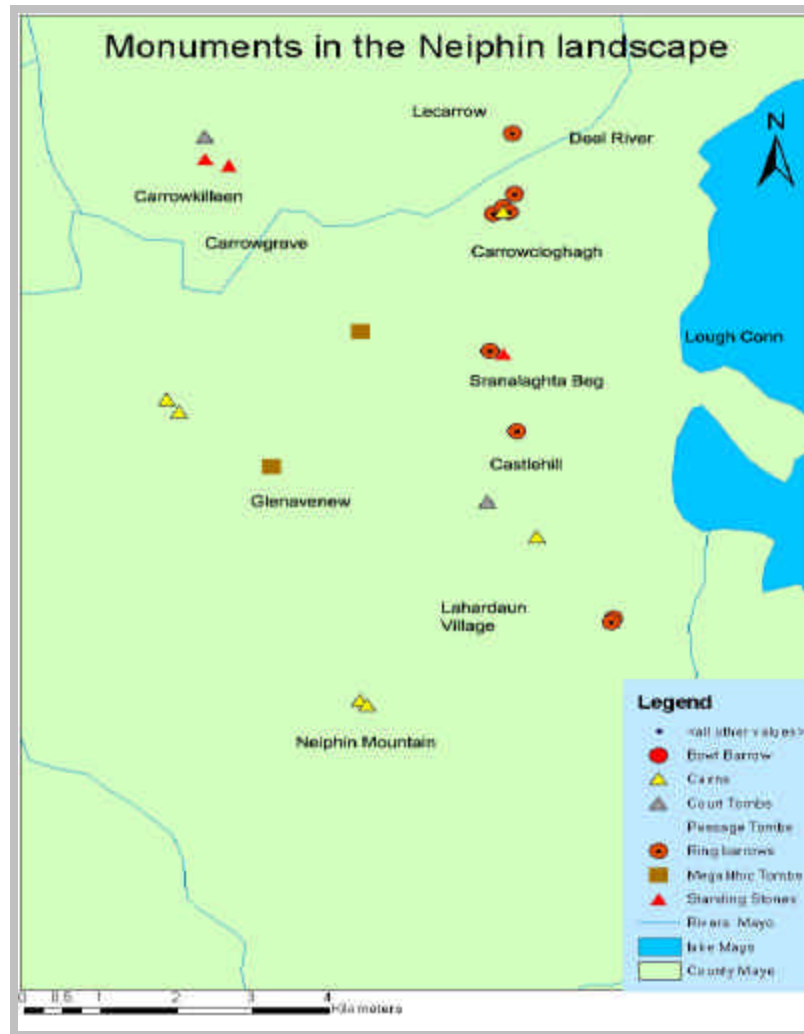 Monuments in the Neiphin landscape
Lecarrow
Deel River
N
Carrowkilleen
Carrowgrave
Carrowcloghagh
Lough Conn
Sranalaghta Beg
Castlehill
Glenavenew
Lahardaun
Village
Neiphin Mountain
Legend
<all other values>
Bowl Barrow
Cairns
Court Tombs
Passage Tombs
Ring barrows
Megalithic Tombs
Standing Stones
Rivers Mayo
lake Mayo
County Mayo
0 0.5 1 2 3 4
Kilometers